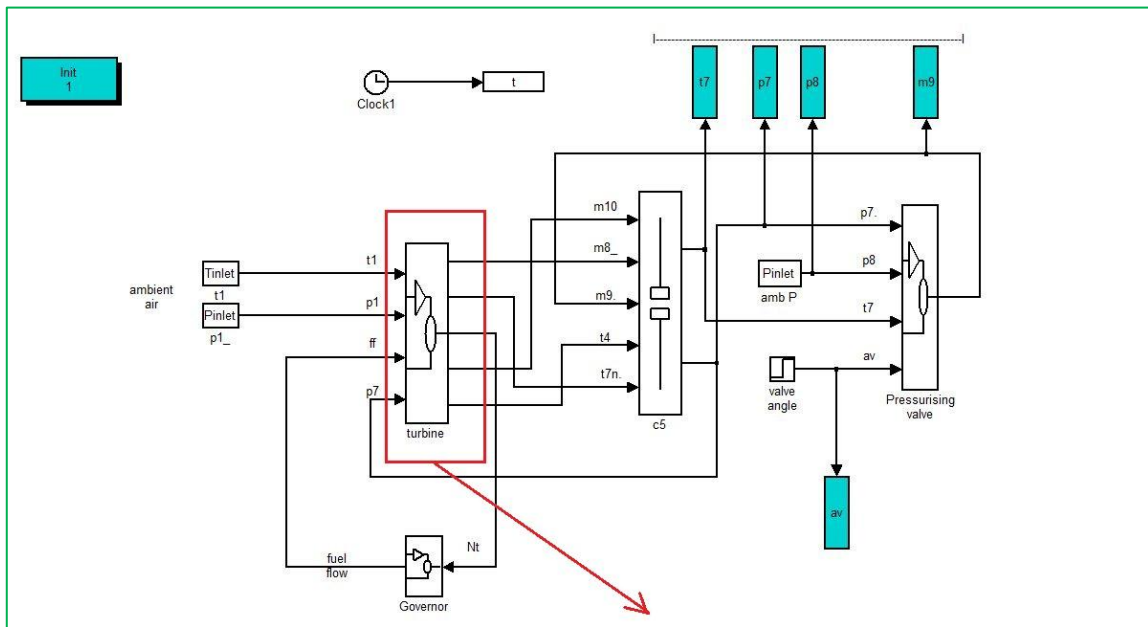 Init
1
Clock1
t
t7
p7
p8
m9
ambient
air
Tinlet
t1
Pinlet
p1_
t1
p1
ff
p7
turbine
m10
m8_
m9.
t4
t7n.
c5
Pinlet
amb P
valve
angle
p7.
p8
t7
av
Pressurising
valve
av
fuel
flow
Nt
Governor